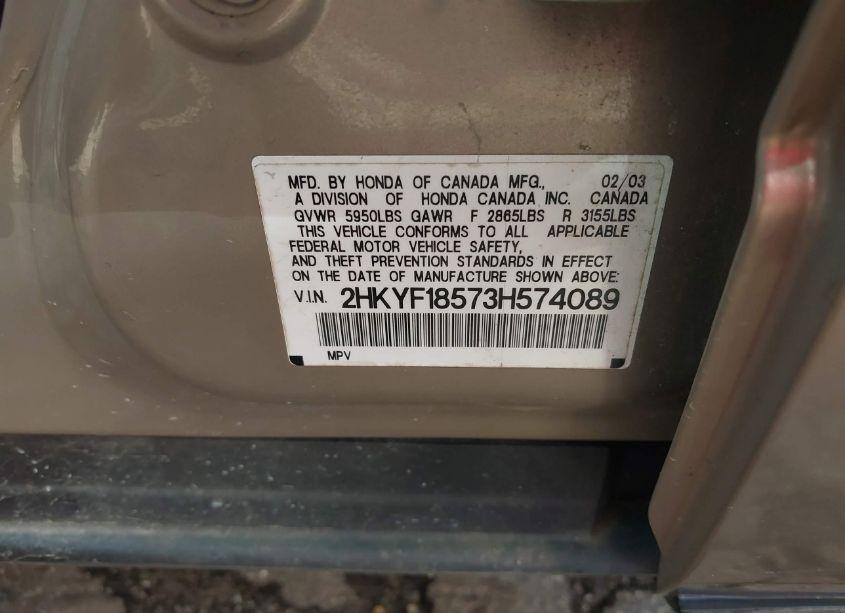 MFD. BY HONDA OF CANADA MFG., 02/03
A DIVISION OF HONDA CANADA INC. CANADA
GVWR 5950LBS GAWR F 2865LBS R 3155LBS
THIS VEHICLE CONFORMS TO ALL APPLICABLE
FEDERAL MOTOR VEHICLE SAFETY,
AND THEFT PREVENTION STANDARDS IN EFFECT
ON THE DATE OF MANUFACTURE SHOWN ABOVE:
V.I.N. 2HKYF18573H574089
MPV